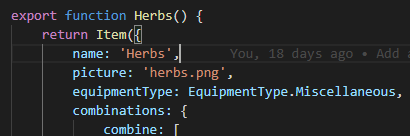 export function Herbs() {
return Item({
name: 'Herbs', You, 18 days ago • Add
picture: 'herbs.png',
equipmentType: EquipmentType.Miscellaneous,
combinations: {
combine: [